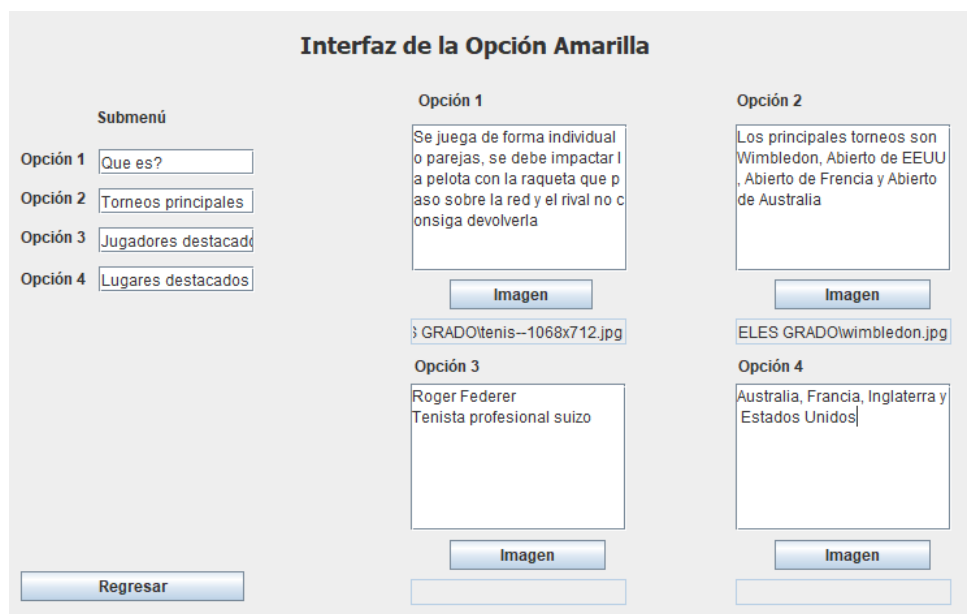 Interfaz de la Opción Amarilla
Submenú
Opción 1 Que es?
Opción 2 Torneos principales
Opción 3 Jugadores destacado
Opción 4 Lugares destacados
Regresar
Opción 1
Se juega de forma individual
o parejas, se debe impactar l
a pelota con la raqueta que p
aso sobre la red y el rival no c
onsiga devolverla
Imagen
GRADO\tenis--1068x712.jpg
Opción 2
Los principales torneos son
Wimbledon, Abierto de EEUU
, Abierto de Frencia y Abierto
de Australia
Imagen
ELES GRADO\wimbledon.jpg
Opción 3
Roger Federer
Tenista profesional suizo
Imagen
Opción 4
Australia, Francia, Inglaterra y
Estados Unidos
Imagen